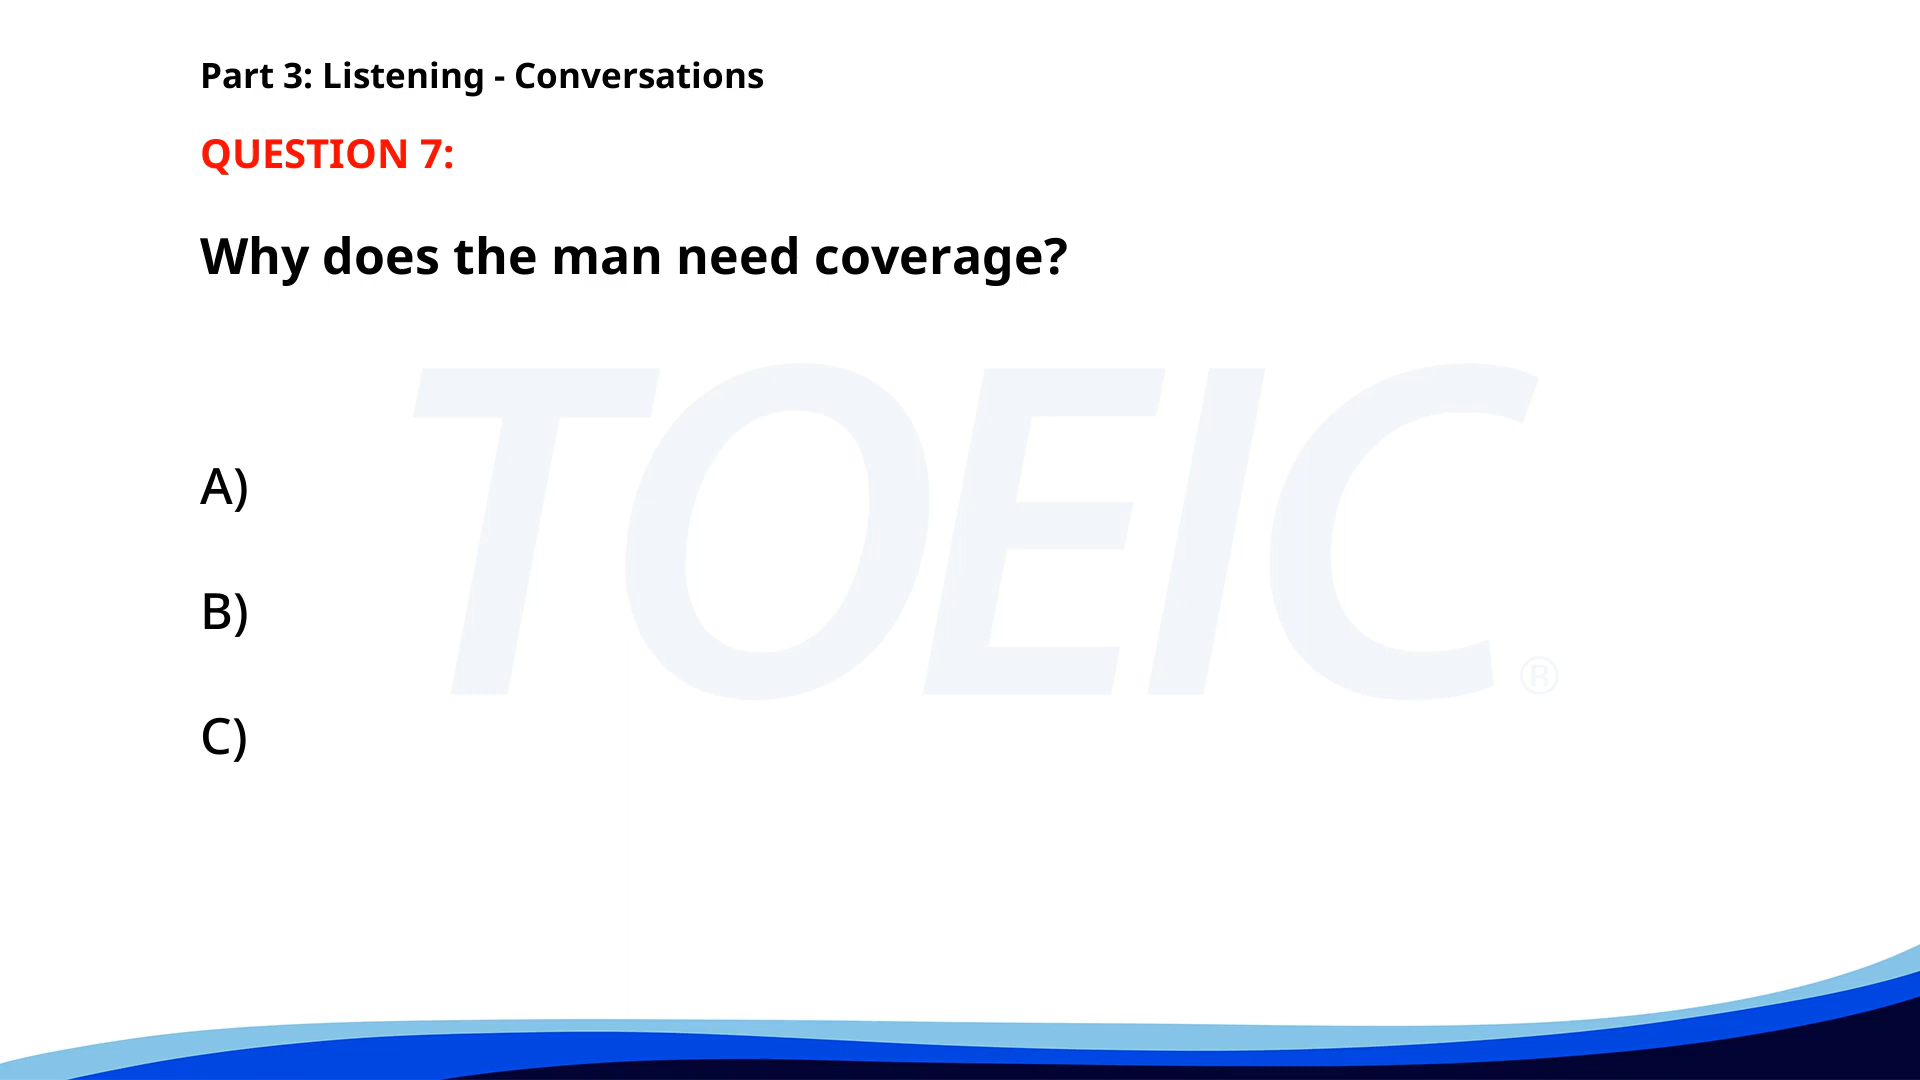 Part 3: Listening - Conversations
QUESTION 7:
Why does the man need coverage?
TOEIC®
A)
B)
C)